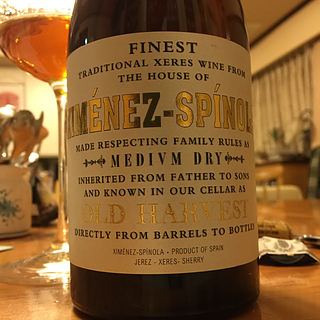 FINEST
TRADITIONAL XERES WINE FROM
THE HOUSE OF
XIMÉNEZ-SPÍNOLA
MADE RESPECTING FAMILY RULES AS
MEDIVM DRY
INHERITED FROM FATHER TO SONS
AND KNOWN IN OUR CELLAR AS
OLD HARVEST
DIRECTLY FROM BARRELS TO BOTTLES
XIMÉNEZ-SPÍNOLA • PRODUCT OF SPAIN
JEREZ - XERES- SHERRY